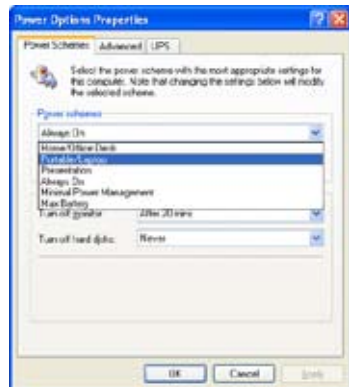 Power Options Properties
Power Schemes Advanced UPS
Select the power scheme with the most appropriate settings for
this computer. Note that changing the settings below will modify
the selected scheme.
Power schemes
Always On
Home/Office Desk
Portable/Laptop
Presentation
Always On
Minimal Power Management
Max Battery
Turn off monitor: After 20 mins
Turn off hard disks: Never
OK Cancel Apply